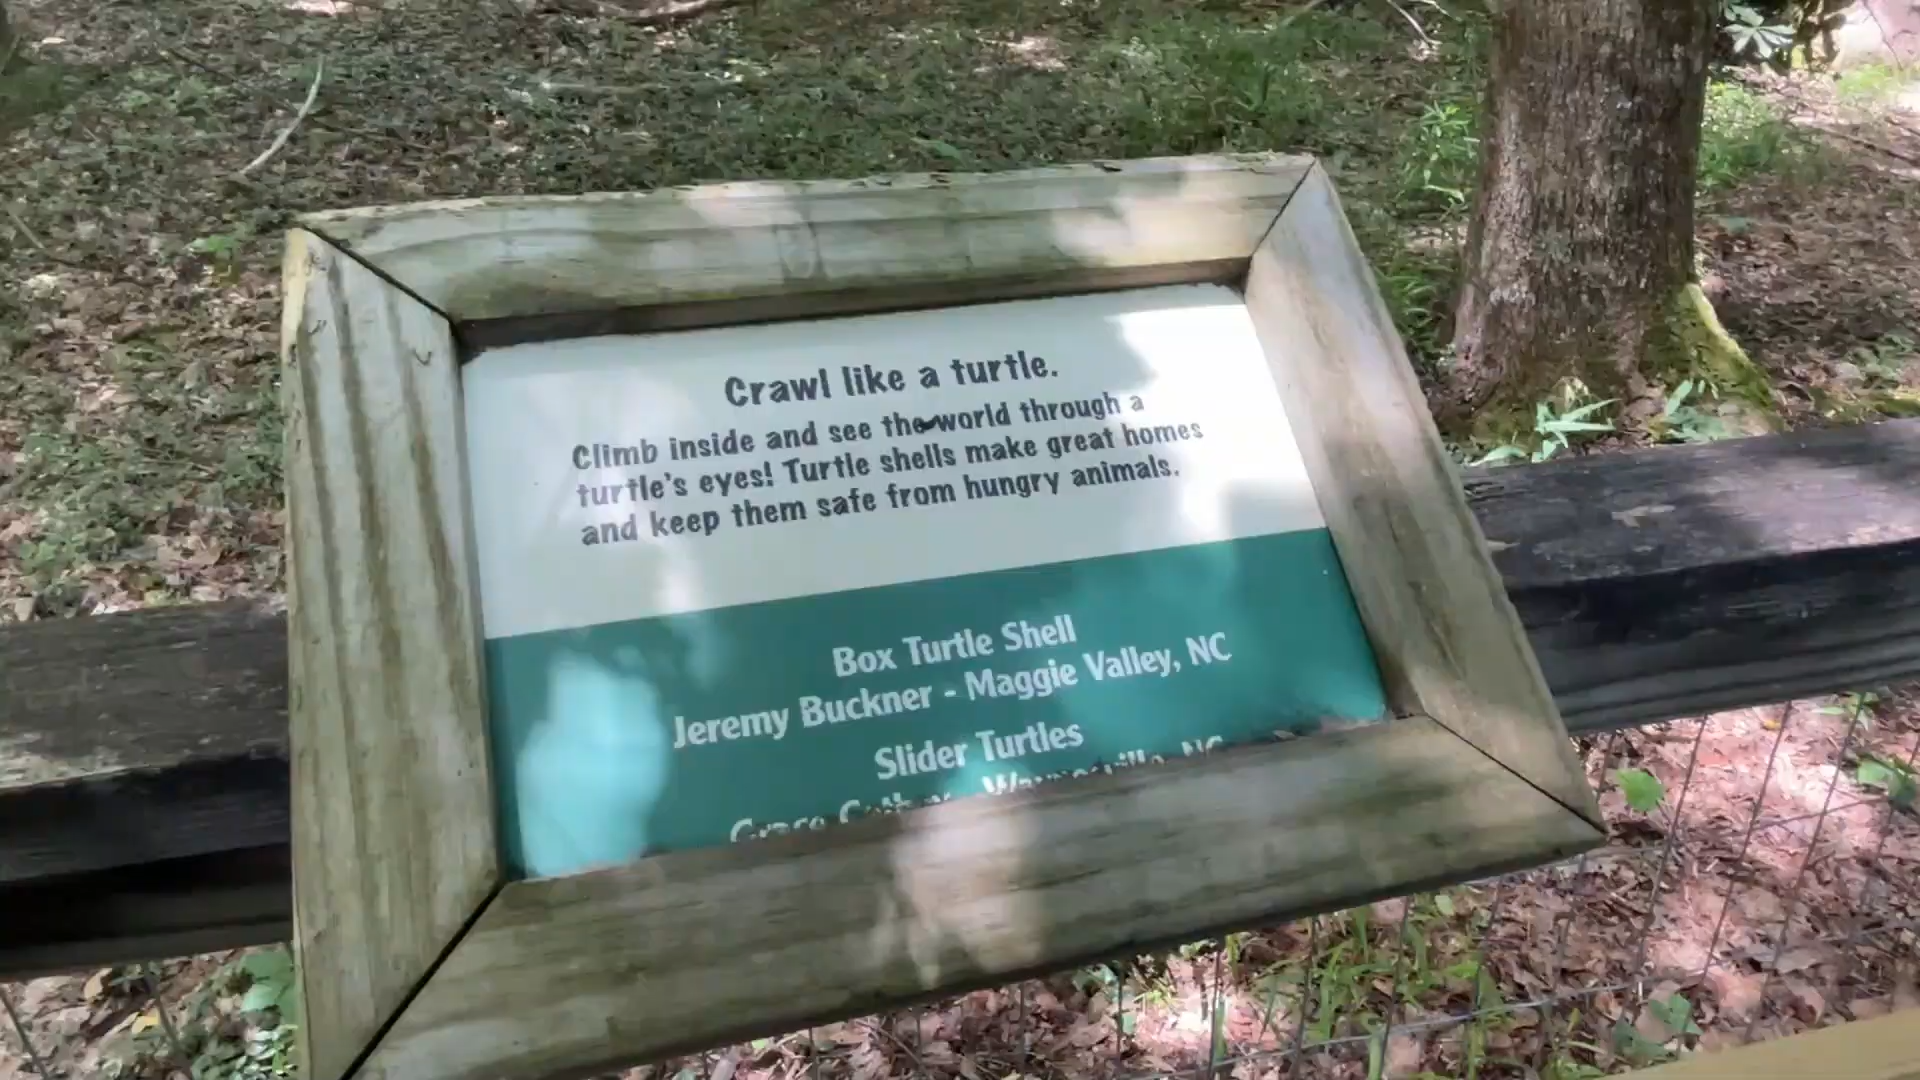 Crawl like a turtle.
Climb inside and see the world through a
turtle's eyes! Turtle shells make great homes
and keep them safe from hungry animals.
Box Turtle Shell
Jeremy Buckner - Maggie Valley, NC
Slider Turtles
Grace